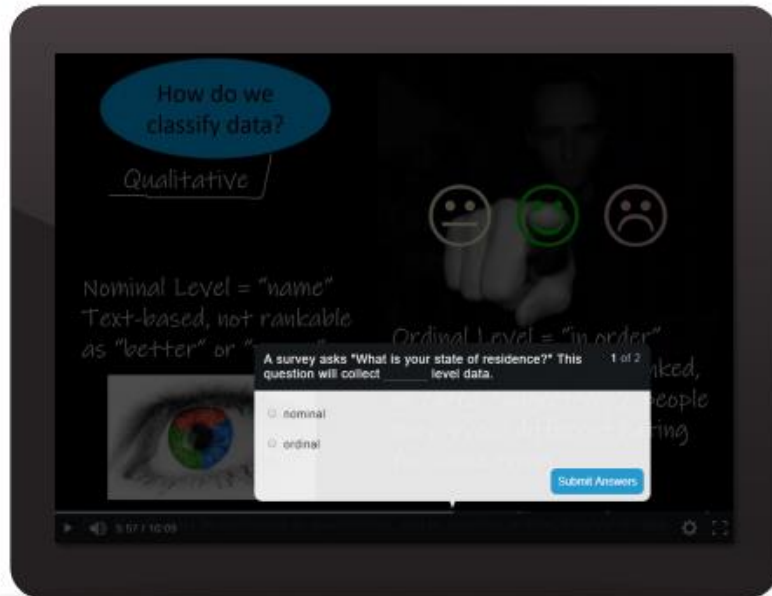 How do we
classify data?
Qualitative
Nominal Level = "name"
Text-based, not rankable
as "better" or
Ordinal Level = "in order"
nked,
people
ting
A survey asks "What is your state of residence?" This
question will collect ______ level data.
1 of 2
nominal
ordinal
Submit Answers
5:57 / 10:09